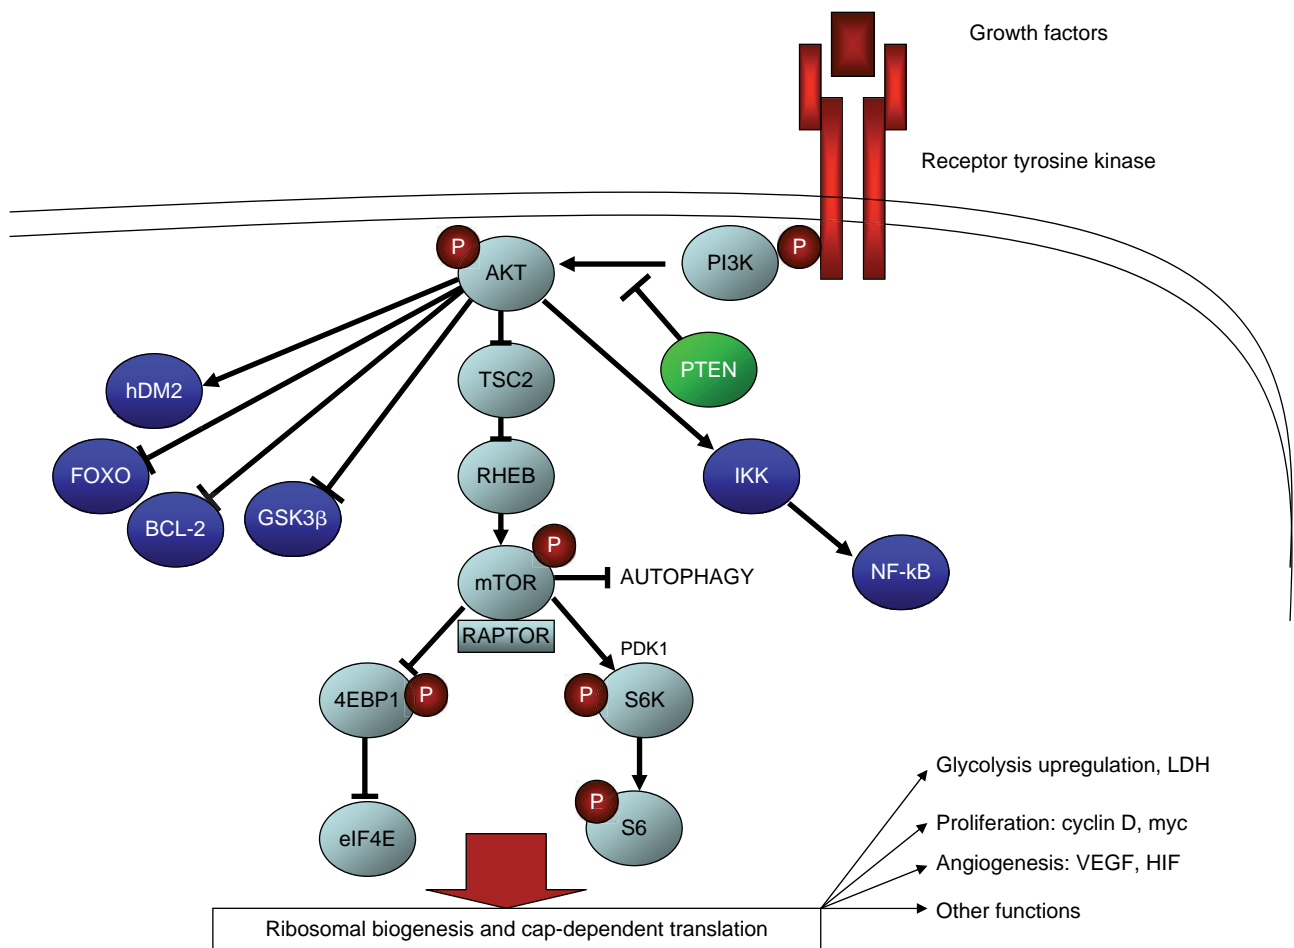 Growth factors
Receptor tyrosine kinase
P
AKT
PI3K
P
PTEN
TSC2
hDM2
FOXO
BCL-2
GSK3β
RHEB
IKK
NF-kB
P
mTOR
AUTOPHAGY
RAPTOR
PDK1
4EBP1
P
P
S6K
P
S6
eIF4E
Glycolysis upregulation, LDH
Proliferation: cyclin D, myc
Angiogenesis: VEGF, HIF
Other functions
Ribosomal biogenesis and cap-dependent translation